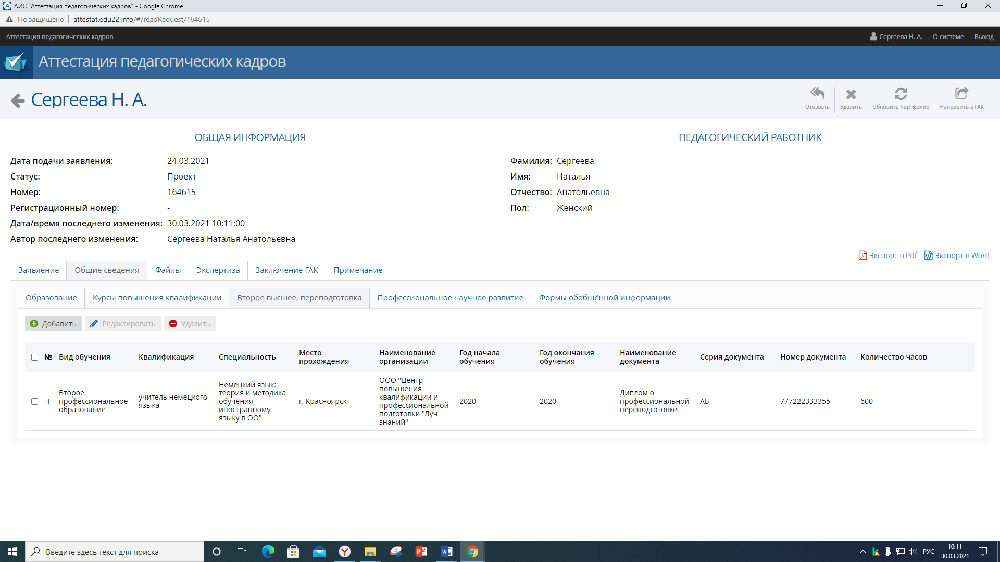 АИС "Аттестация педагогических кадров" - Google Chrome
Не защищено
attestat.edu22.info/#/readRequest/164615
Аттестация педагогических кадров
Сергеева Н. А.
О системе
Выход
Аттестация педагогических кадров
Сергеева Н. А.
Отозвать
Удалить
Обновить портфолио
Направить в ГАК
ОБЩАЯ ИНФОРМАЦИЯ
Дата подачи заявления: 24.03.2021
Статус: Проект
Номер: 164615
Регистрационный номер: -
Дата/время последнего изменения: 30.03.2021 10:11:00
Автор последнего изменения: Сергеева Наталья Анатольевна
ПЕДАГОГИЧЕСКИЙ РАБОТНИК
Фамилия: Сергеева
Имя: Наталья
Отчество: Анатольевна
Пол: Женский
Экспорт в Pdf
Экспорт в Word
Заявление
Общие сведения
Файлы
Экспертиза
Заключение ГАК
Примечание
Образование
Курсы повышения квалификации
Второе высшее, переподготовка
Профессиональное научное развитие
Формы обобщённой информации
Добавить
Редактировать
Удалить
№
Вид обучения
Квалификация
Специальность
Место
прохождения
Наименование
организации
Год начала
обучения
Год окончания
обучения
Наименование
документа
Серия документа
Номер документа
Количество часов
1
Второе
профессиональное
образование
учитель немецкого
языка
Немецкий язык:
теория и методика
обучения
иностранному
языку в ОО"
г. Красноярск
ООО "Центр
повышения
квалификации и
профессиональной
подготовки "Луч
знаний"
2020
2020
Диплом о
профессиональной
переподготовке
АБ
777222333355
600
Введите здесь текст для поиска
РУС
10:11
30.03.2021